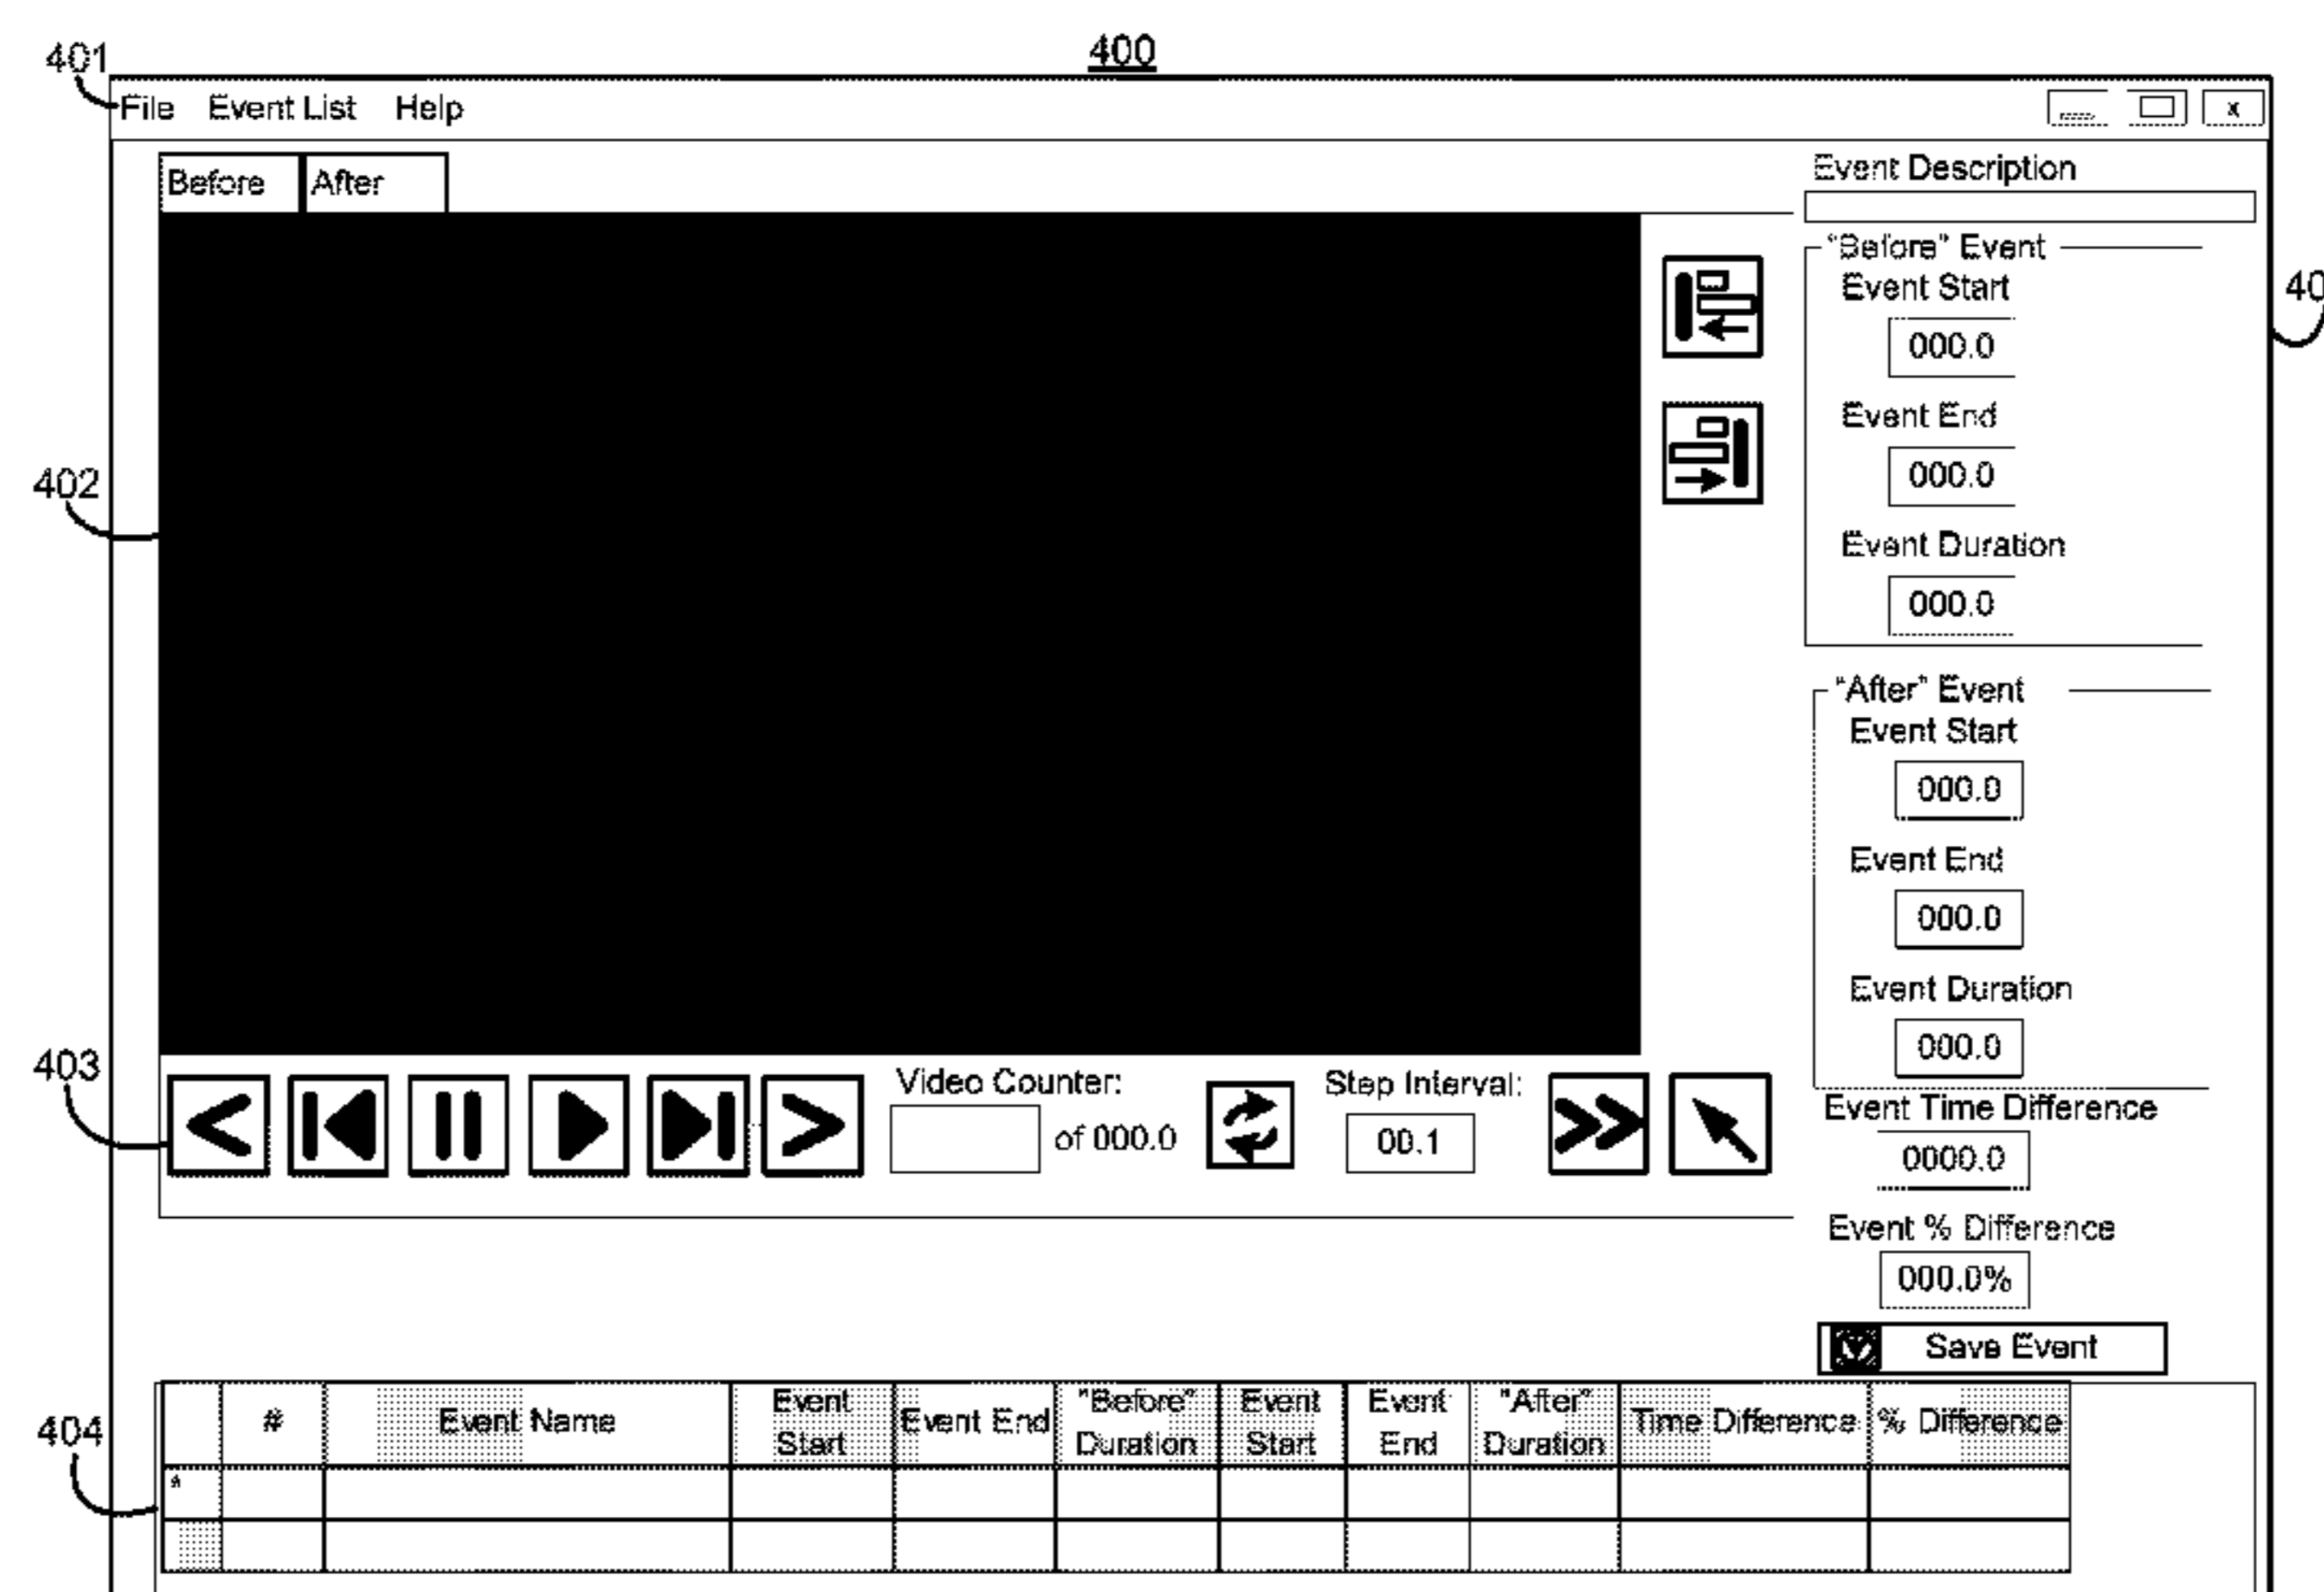 400
401
File Event List Help
x
Before After
Event Description
"Before" Event
Event Start
000.0
Event End
000.0
Event Duration
000.0
402
"After" Event
Event Start
000.0
Event End
000.0
Event Duration
000.0
403
Video Counter:
of 000.0
Step Interval:
00.1
Event Time Difference
0000.0
Event % Difference
000.0%
Save Event
404
# Event Name Event Start Event End "Before" Duration Event Start Event End "After" Duration Time Difference % Difference
*